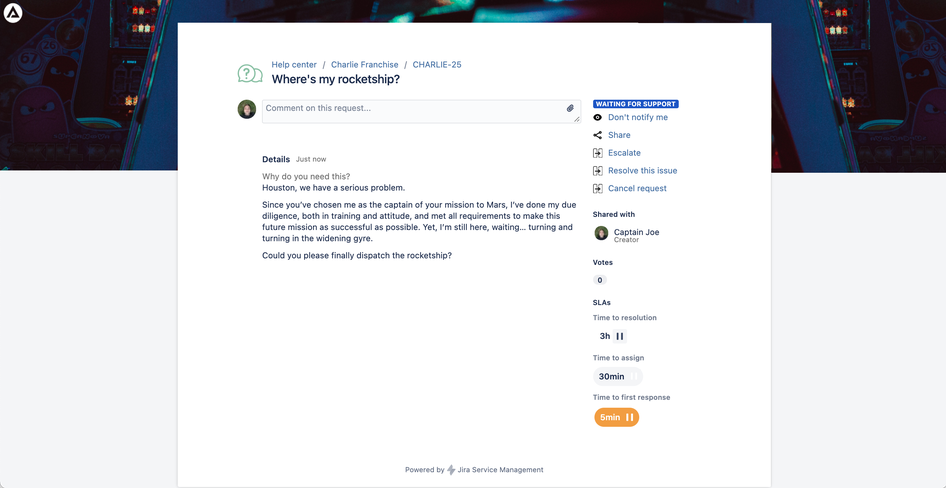 Help center / Charlie Franchise / CHARLIE-25
Where's my rocketship?
Comment on this request...
Details Just now
Why do you need this?
Houston, we have a serious problem.
Since you've chosen me as the captain of your mission to Mars, I've done my due
diligence, both in training and attitude, and met all requirements to make this
future mission as successful as possible. Yet, I'm still here, waiting... turning and
turning in the widening gyre.
Could you please finally dispatch the rocketship?
WAITING FOR SUPPORT
Don't notify me
Share
Escalate
Resolve this issue
Cancel request
Shared with
Captain Joe
Creator
Votes
0
SLAs
Time to resolution
3h
Time to assign
30min
Time to first response
5min
Powered by Jira Service Management